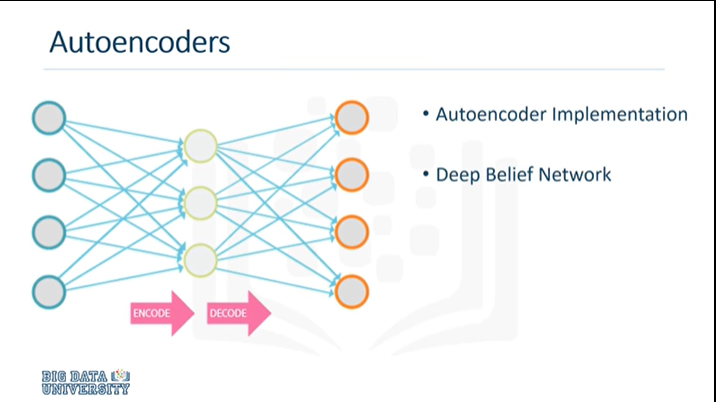 Autoencoders
• Autoencoder Implementation
• Deep Belief Network
ENCODE
DECODE
BIG DATA
UNIVERSITY